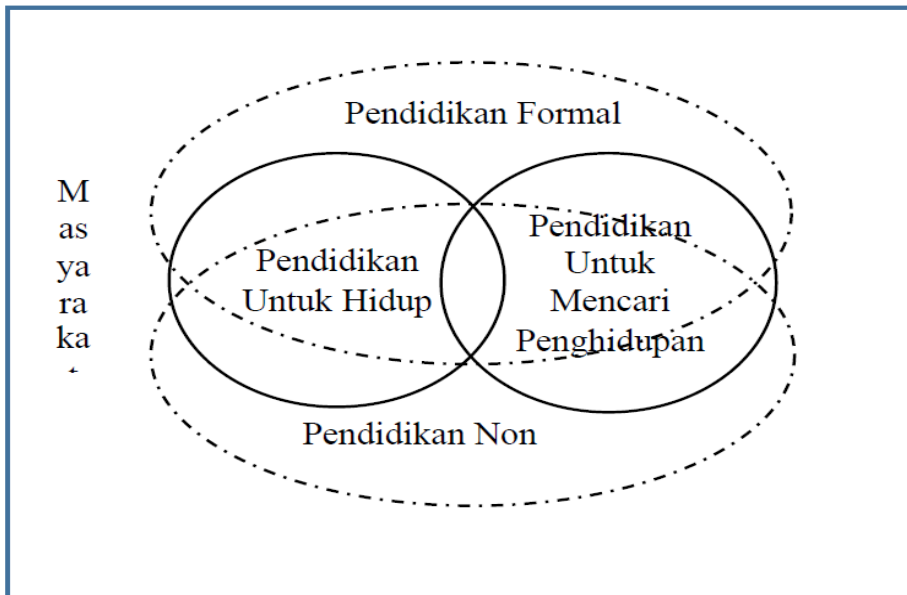 Pendidikan Formal
M
as
ya
ra
ka
Pendidikan
Untuk Hidup
Pendidikan
Untuk
Mencari
Penghidupan
Pendidikan Non